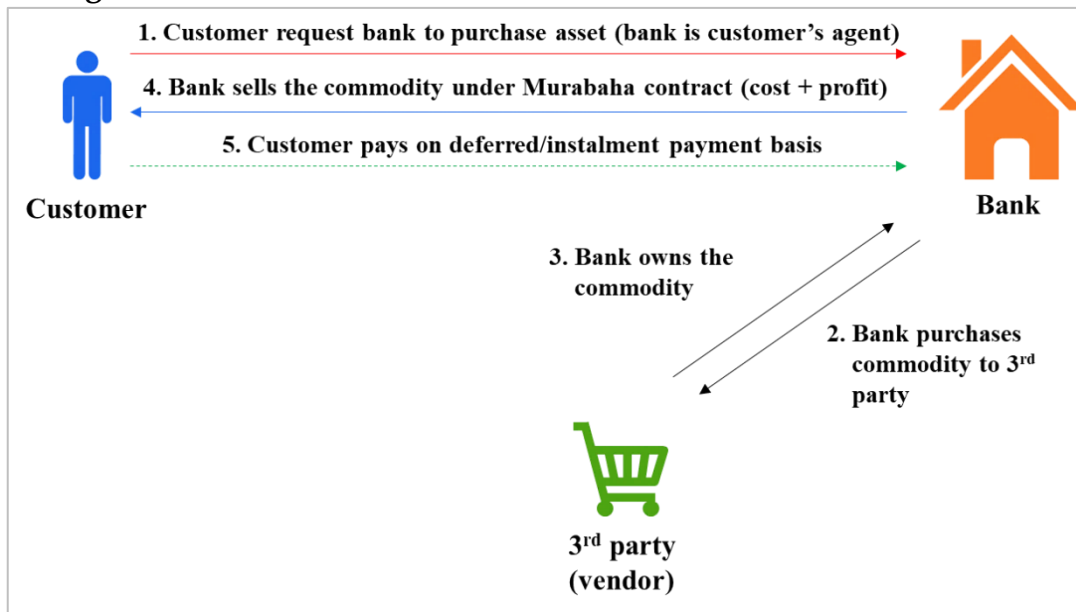 1. Customer request bank to purchase asset (bank is customer’s agent)
4. Bank sells the commodity under Murabaha contract (cost + profit)
5. Customer pays on deferred/instalment payment basis
Customer
Bank
3. Bank owns the
commodity
2. Bank purchases
commodity to 3rd
party
3rd party
(vendor)